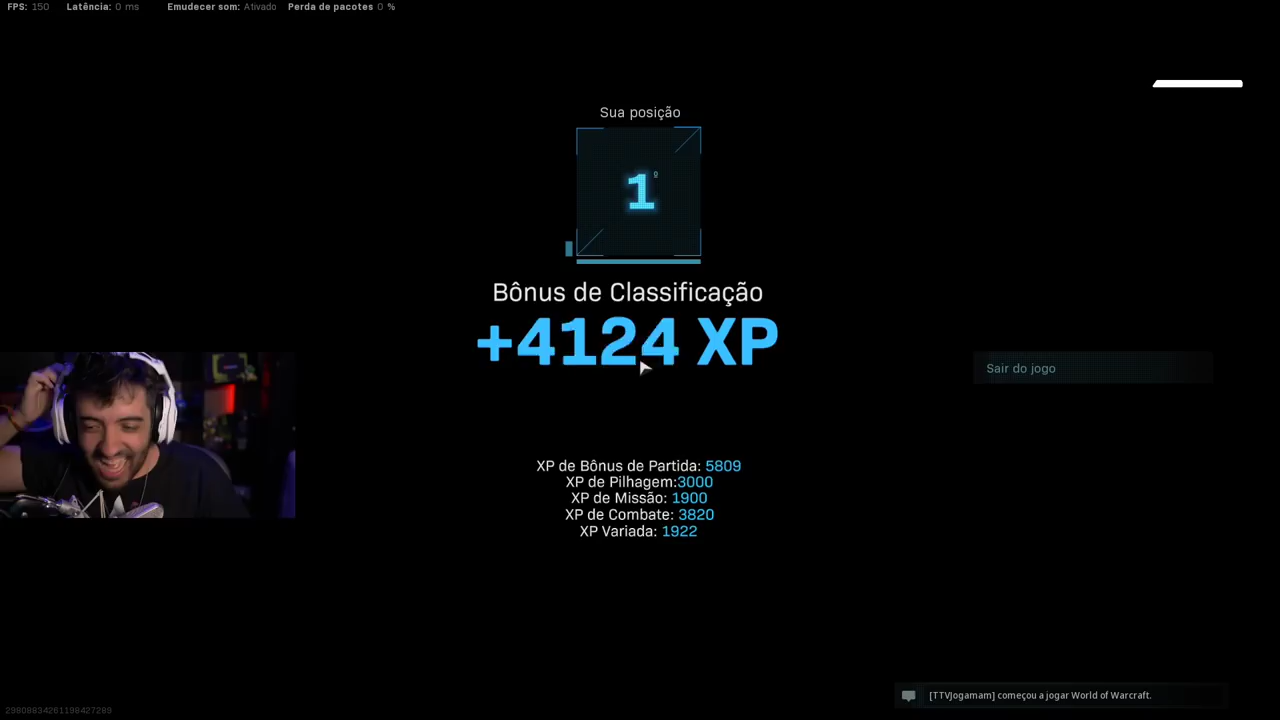 FPS: 150 Latência: 0 ms Emudecer som: Ativado Perda de pacotes 0 %
Sua posição
1º
Bônus de Classificação
+4124 XP
Sair do jogo
XP de Bônus de Partida: 5809
XP de Pilhagem:3000
XP de Missão: 1900
XP de Combate: 3820
XP Variada: 1922
[TTVJogamam] começou a jogar World of Warcraft.